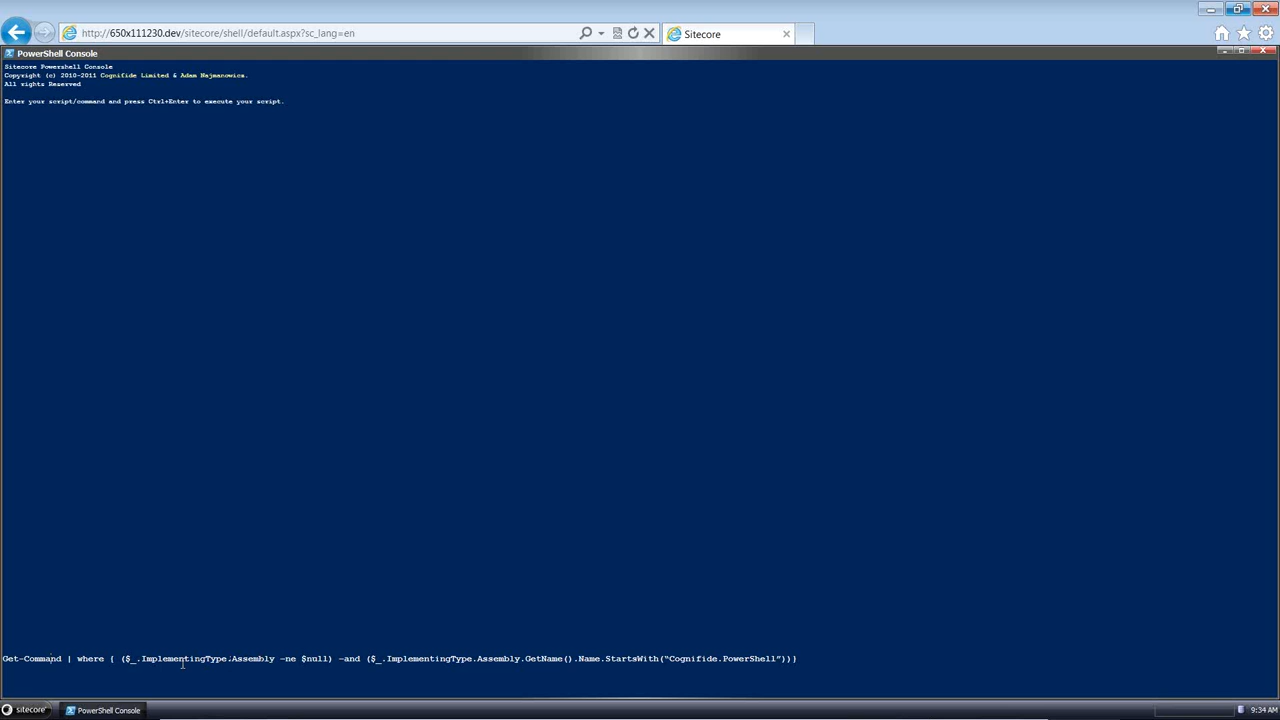 http://650x111230.dev/sitecore/shell/default.aspx?sc_lang=en
Sitecore
PowerShell Console
Sitecore Powershell Console
Copyright (c) 2010-2011 Cognifide Limited & Adam Najmanowicz.
All rights Reserved
Enter your script/command and press Ctrl+Enter to execute your script.
Get-Command | where { ($_.ImplementingType.Assembly -ne $null) -and ($_.ImplementingType.Assembly.GetName().Name.StartsWith("Cognifide.PowerShell"))}
sitecore
PowerShell Console
9:34 AM